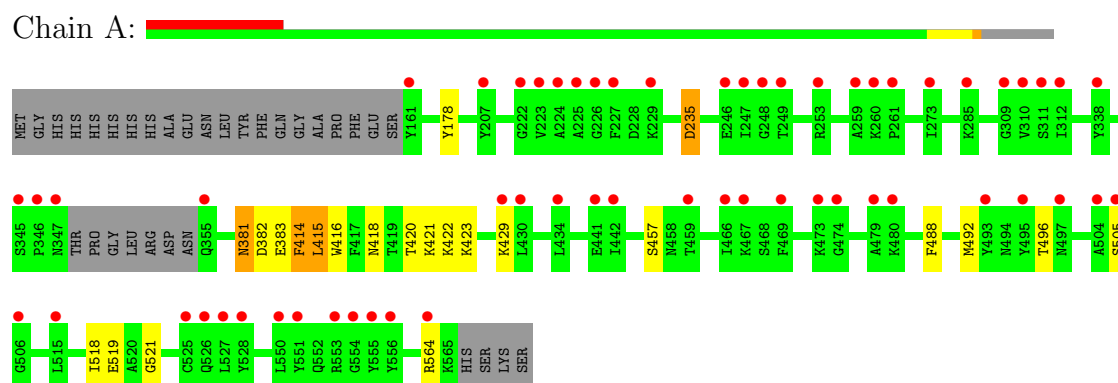 Chain A:
MET GLY HIS HIS HIS HIS HIS HIS ALA GLU ASN LEU TYR PHE GLN GLY ALA PRO PHE GLU SER Y161 Y178 Y207 G222 V223 A224 A225 G226 F227 D228 K229 D235 E246 I247 G248 T249 R253 A259 K260 P261 I273 K285 G309 V310 S311 I312 Y338
S345 P346 N347 THR PRO GLY LEU ARG ASP ASN Q355 N381 D382 E383 F414 L415 W416 F417 N418 T419 T420 K421 K422 K423 K429 L430 L434 E441 I442 S457 N458 T459 I466 K467 S468 F469 K473 G474 A479 K480 F488 M492 Y493 N494 Y495 T496 N497 A504 S505
G506 L515 I518 E519 A520 G521 C525 Q526 L527 Y528 L550 Y551 Q552 R553 G554 Y555 Y556 R564 K565 HIS SER LYS SER